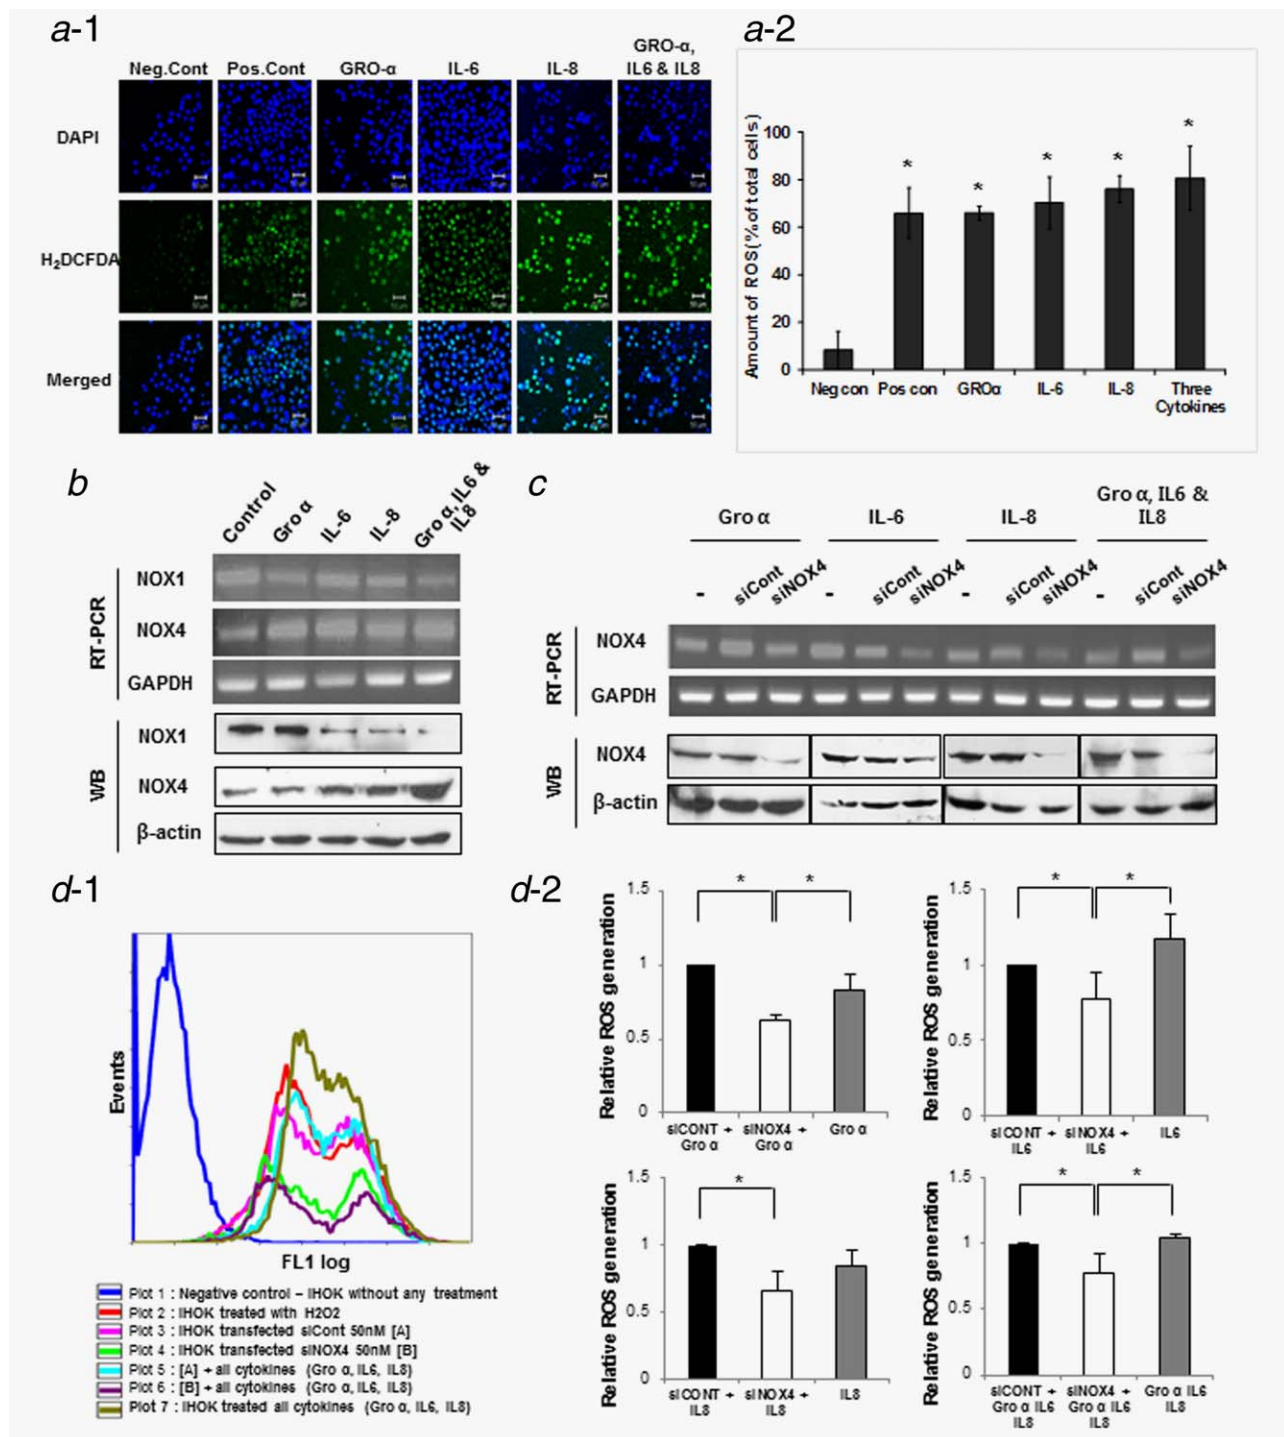 a-1
Neg.Cont Pos.Cont GRO-α IL-6 IL-8 GRO-α,
IL6 & IL8
DAPI
H₂DCFDA
Merged
50 µm
a-2
Amount of ROS (% of total cells)
100
80
60
40
20
0
* * * * *
Neg con Pos con GROα IL-6 IL-8 Three
Cytokines
b
Control Gro α IL-6 IL-8 Gro α, IL6 &
IL8
RT-PCR
NOX1
NOX4
GAPDH
WB
NOX1
NOX4
β-actin
c
Gro α IL-6 IL-8 Gro α, IL6 &
IL8
- siCont siNOX4 - siCont siNOX4 - siCont siNOX4 - siCont siNOX4
RT-PCR
NOX4
GAPDH
WB
NOX4
β-actin
d-1
Events
FL1 log
Plot 1 : Negative control – IHOK without any treatment
Plot 2 : IHOK treated with H2O2
Plot 3 : IHOK transfected siCont 50nM [A]
Plot 4 : IHOK transfected siNOX4 50nM [B]
Plot 5 : [A] + all cytokines (Gro α, IL6, IL8)
Plot 6 : [B] + all cytokines (Gro α, IL6, IL8)
Plot 7 : IHOK treated all cytokines (Gro α, IL6, IL8)
d-2
Relative ROS generation
1.5
1
0.5
0
* *
siCONT +
Gro α
siNOX4 +
Gro α
Gro α
Relative ROS generation
1.5
1
0.5
0
* *
siCONT +
IL6
siNOX4 +
IL6
IL6
Relative ROS generation
1.5
1
0.5
0
*
siCONT +
IL8
siNOX4 +
IL8
IL8
Relative ROS generation
1.5
1
0.5
0
* *
siCONT +
Gro α IL6
IL8
siNOX4 +
Gro α IL6
IL8
Gro α IL6
IL8